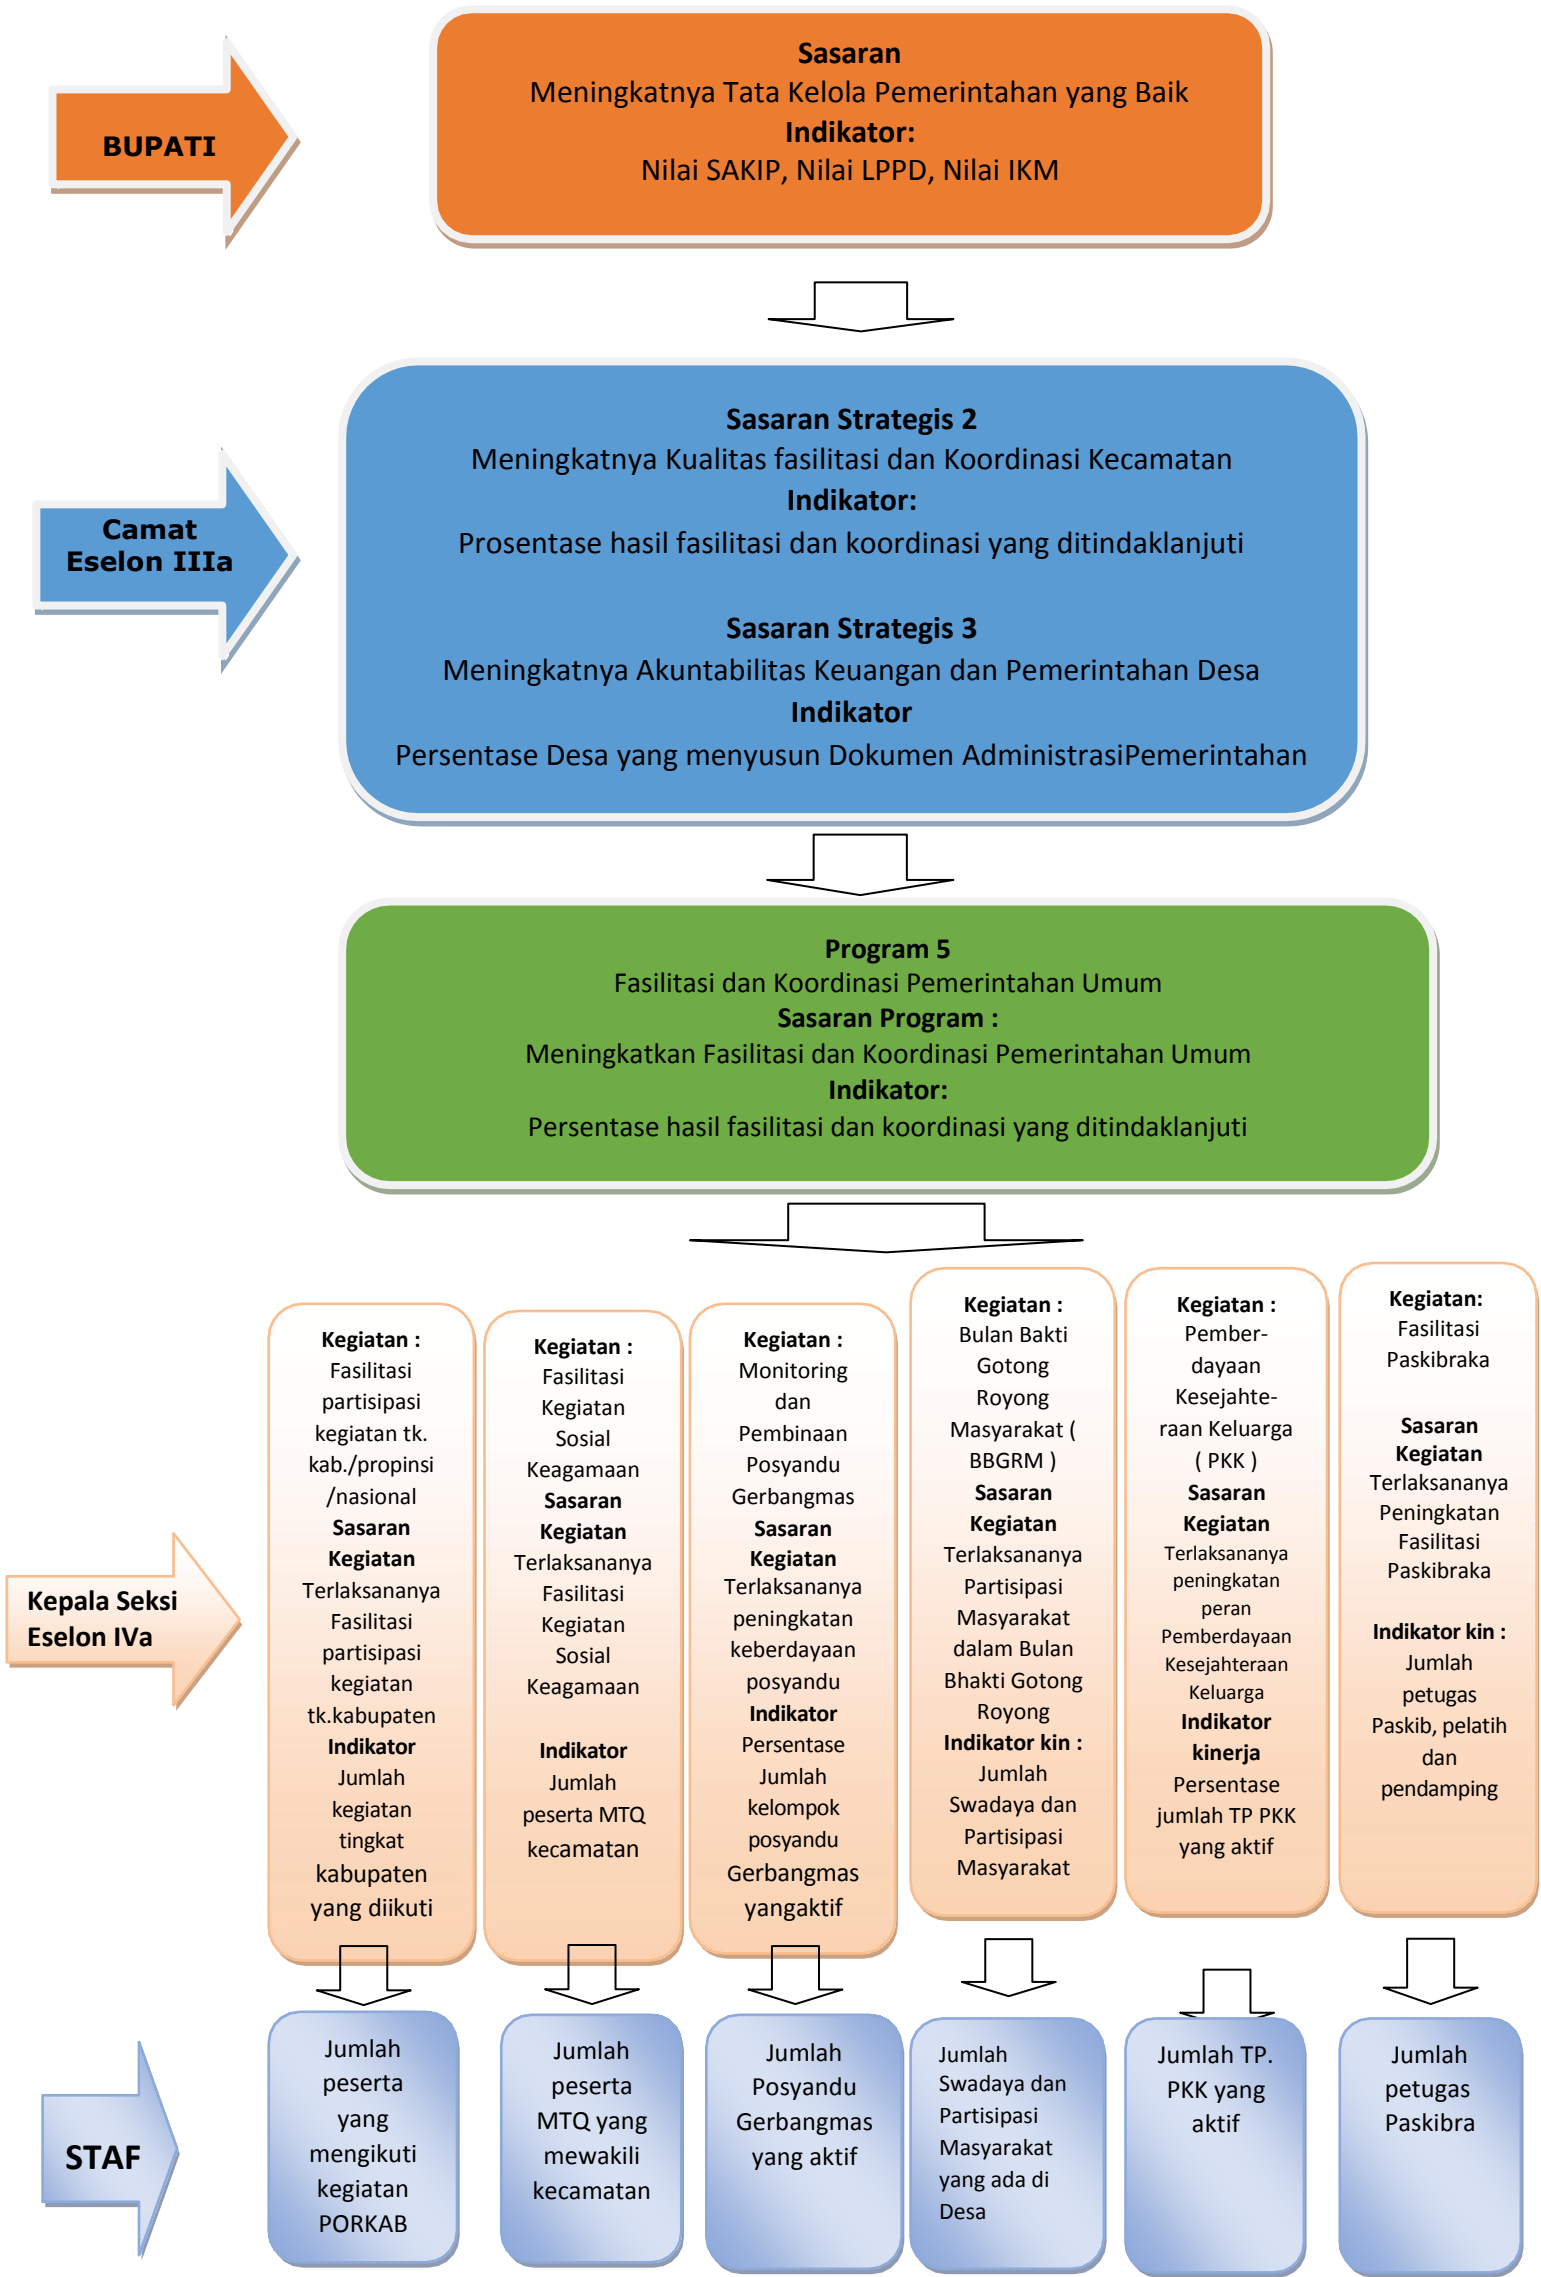 BUPATI
Sasaran
Meningkatnya Tata Kelola Pemerintahan yang Baik
Indikator:
Nilai SAKIP, Nilai LPPD, Nilai IKM
Camat
Eselon IIIa
Sasaran Strategis 2
Meningkatnya Kualitas fasilitasi dan Koordinasi Kecamatan
Indikator:
Prosentase hasil fasilitasi dan koordinasi yang ditindaklanjuti
Sasaran Strategis 3
Meningkatnya Akuntabilitas Keuangan dan Pemerintahan Desa
Indikator
Persentase Desa yang menyusun Dokumen AdministrasiPemerintahan
Program 5
Fasilitasi dan Koordinasi Pemerintahan Umum
Sasaran Program :
Meningkatkan Fasilitasi dan Koordinasi Pemerintahan Umum
Indikator:
Persentase hasil fasilitasi dan koordinasi yang ditindaklanjuti
Kepala Seksi
Eselon IVa
Kegiatan :
Fasilitasi
partisipasi
kegiatan tk.
kab./propinsi
/nasional
Sasaran
Kegiatan
Terlaksananya
Fasilitasi
partisipasi
kegiatan
tk.kabupaten
Indikator
Jumlah
kegiatan
tingkat
kabupaten
yang diikuti
Kegiatan :
Fasilitasi
Kegiatan
Sosial
Keagamaan
Sasaran
Kegiatan
Terlaksananya
Fasilitasi
Kegiatan
Sosial
Keagamaan
Indikator
Jumlah
peserta MTQ
kecamatan
Kegiatan :
Monitoring
dan
Pembinaan
Posyandu
Gerbangmas
Sasaran
Kegiatan
Terlaksananya
peningkatan
keberdayaan
posyandu
Indikator
Persentase
Jumlah
kelompok
posyandu
Gerbangmas
yangaktif
Kegiatan :
Bulan Bakti
Gotong
Royong
Masyarakat (
BBGRM )
Sasaran
Kegiatan
Terlaksananya
Partisipasi
Masyarakat
dalam Bulan
Bhakti Gotong
Royong
Indikator kin :
Jumlah
Swadaya dan
Partisipasi
Masyarakat
Kegiatan :
Pember-
dayaan
Kesejahte-
raan Keluarga
( PKK )
Sasaran
Kegiatan
Terlaksananya
peningkatan
peran
Pemberdayaan
Kesejahteraan
Keluarga
Indikator
kinerja
Persentase
jumlah TP PKK
yang aktif
Kegiatan:
Fasilitasi
Paskibraka
Sasaran
Kegiatan
Terlaksananya
Peningkatan
Fasilitasi
Paskibraka
Indikator kin :
Jumlah
petugas
Paskib, pelatih
dan
pendamping
STAF
Jumlah
peserta
yang
mengikuti
kegiatan
PORKAB
Jumlah
peserta
MTQ yang
mewakili
kecamatan
Jumlah
Posyandu
Gerbangmas
yang aktif
Jumlah
Swadaya dan
Partisipasi
Masyarakat
yang ada di
Desa
Jumlah TP.
PKK yang
aktif
Jumlah
petugas
Paskibra